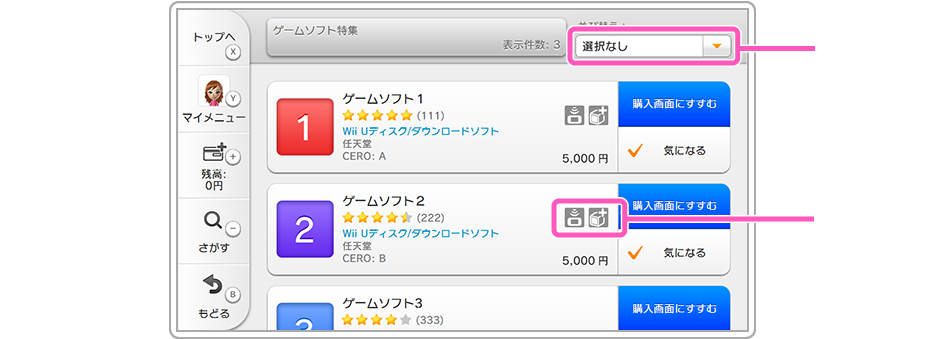 トップへ
X
Y
マイメニュー
+
残高:
0円
−
さがす
B
もどる
ゲームソフト特集
表示件数: 3
選択なし
1
ゲームソフト1
(111)
Wii Uディスク/ダウンロードソフト
任天堂
CERO: A
5,000 円
購入画面にすすむ
気になる
2
ゲームソフト2
(222)
Wii Uディスク/ダウンロードソフト
任天堂
CERO: B
5,000 円
購入画面にすすむ
気になる
3
ゲームソフト3
(333)
購入画面にすすむ